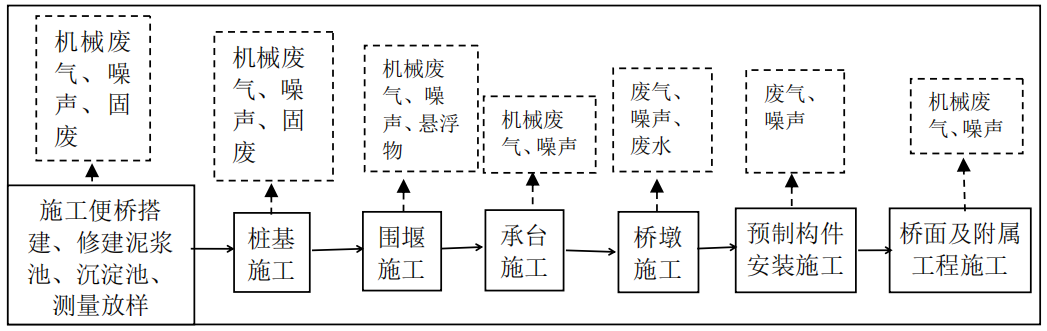 机械废
气、噪
声、固
废
机械废
气、噪
声、固
废
机械废
气、噪
声、悬浮
物
机械废
气、噪声
废气、
噪声、
废水
废气、
噪声
机械废
气、噪声
施工便桥搭
建、修建泥浆
池、沉淀池、
测量放样
桩基
施工
围堰
施工
承台
施工
桥墩
施工
预制构件
安装施工
桥面及附属
工程施工